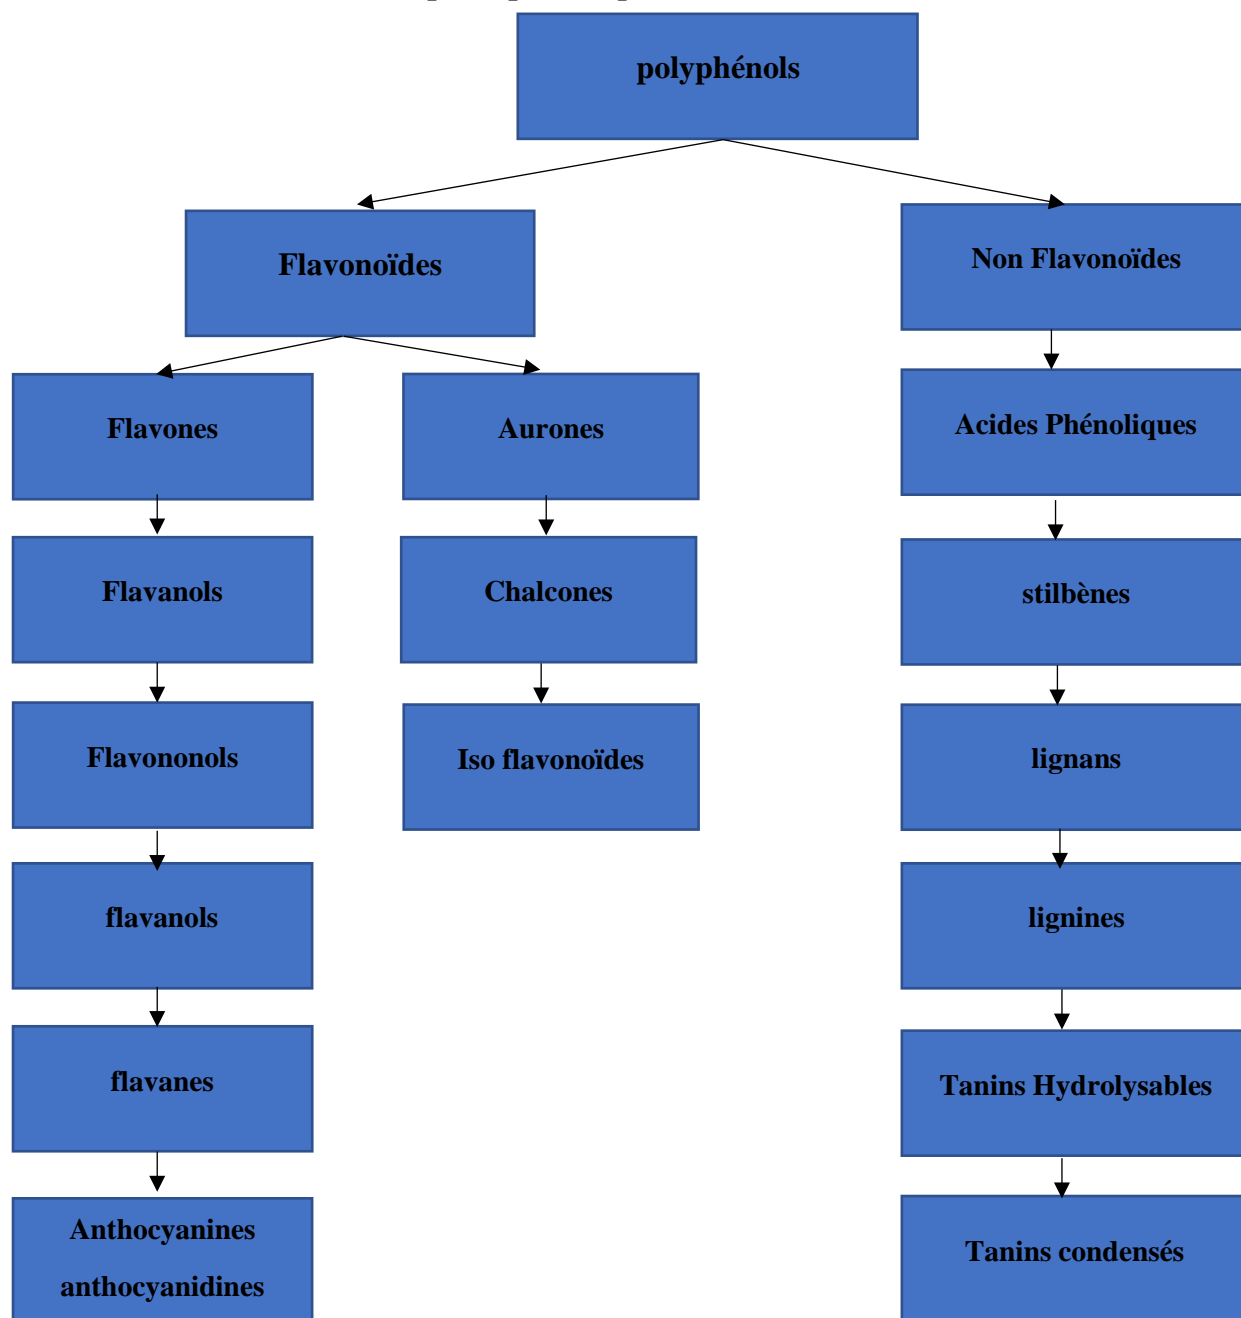 polyphénols
Flavonoïdes
Non Flavonoïdes
Flavones
Aurones
Acides Phénoliques
Flavanols
Chalcones
stilbènes
Flavononols
Iso flavonoïdes
lignans
flavanols
lignines
flavanes
Tanins Hydrolysables
Anthocyanines
anthocyanidines
Tanins condensés